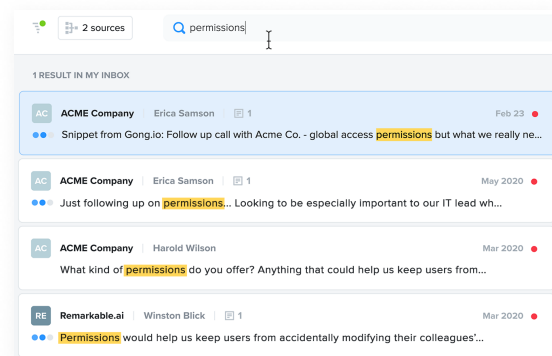 2 sources
permissions
1 RESULT IN MY INBOX
AC ACME Company Erica Samson 1 Feb 23
Snippet from Gong.io: Follow up call with Acme Co. - global access permissions but what we really ne...
AC ACME Company Erica Samson 1 May 2020
Just following up on permissions... Looking to be especially important to our IT lead wh...
AC ACME Company Harold Wilson Mar 2020
What kind of permissions do you offer? Anything that could help us keep users from...
RE Remarkable.ai Winston Blick 1 Mar 2020
Permissions would help us keep users from accidentally modifying their colleagues'...